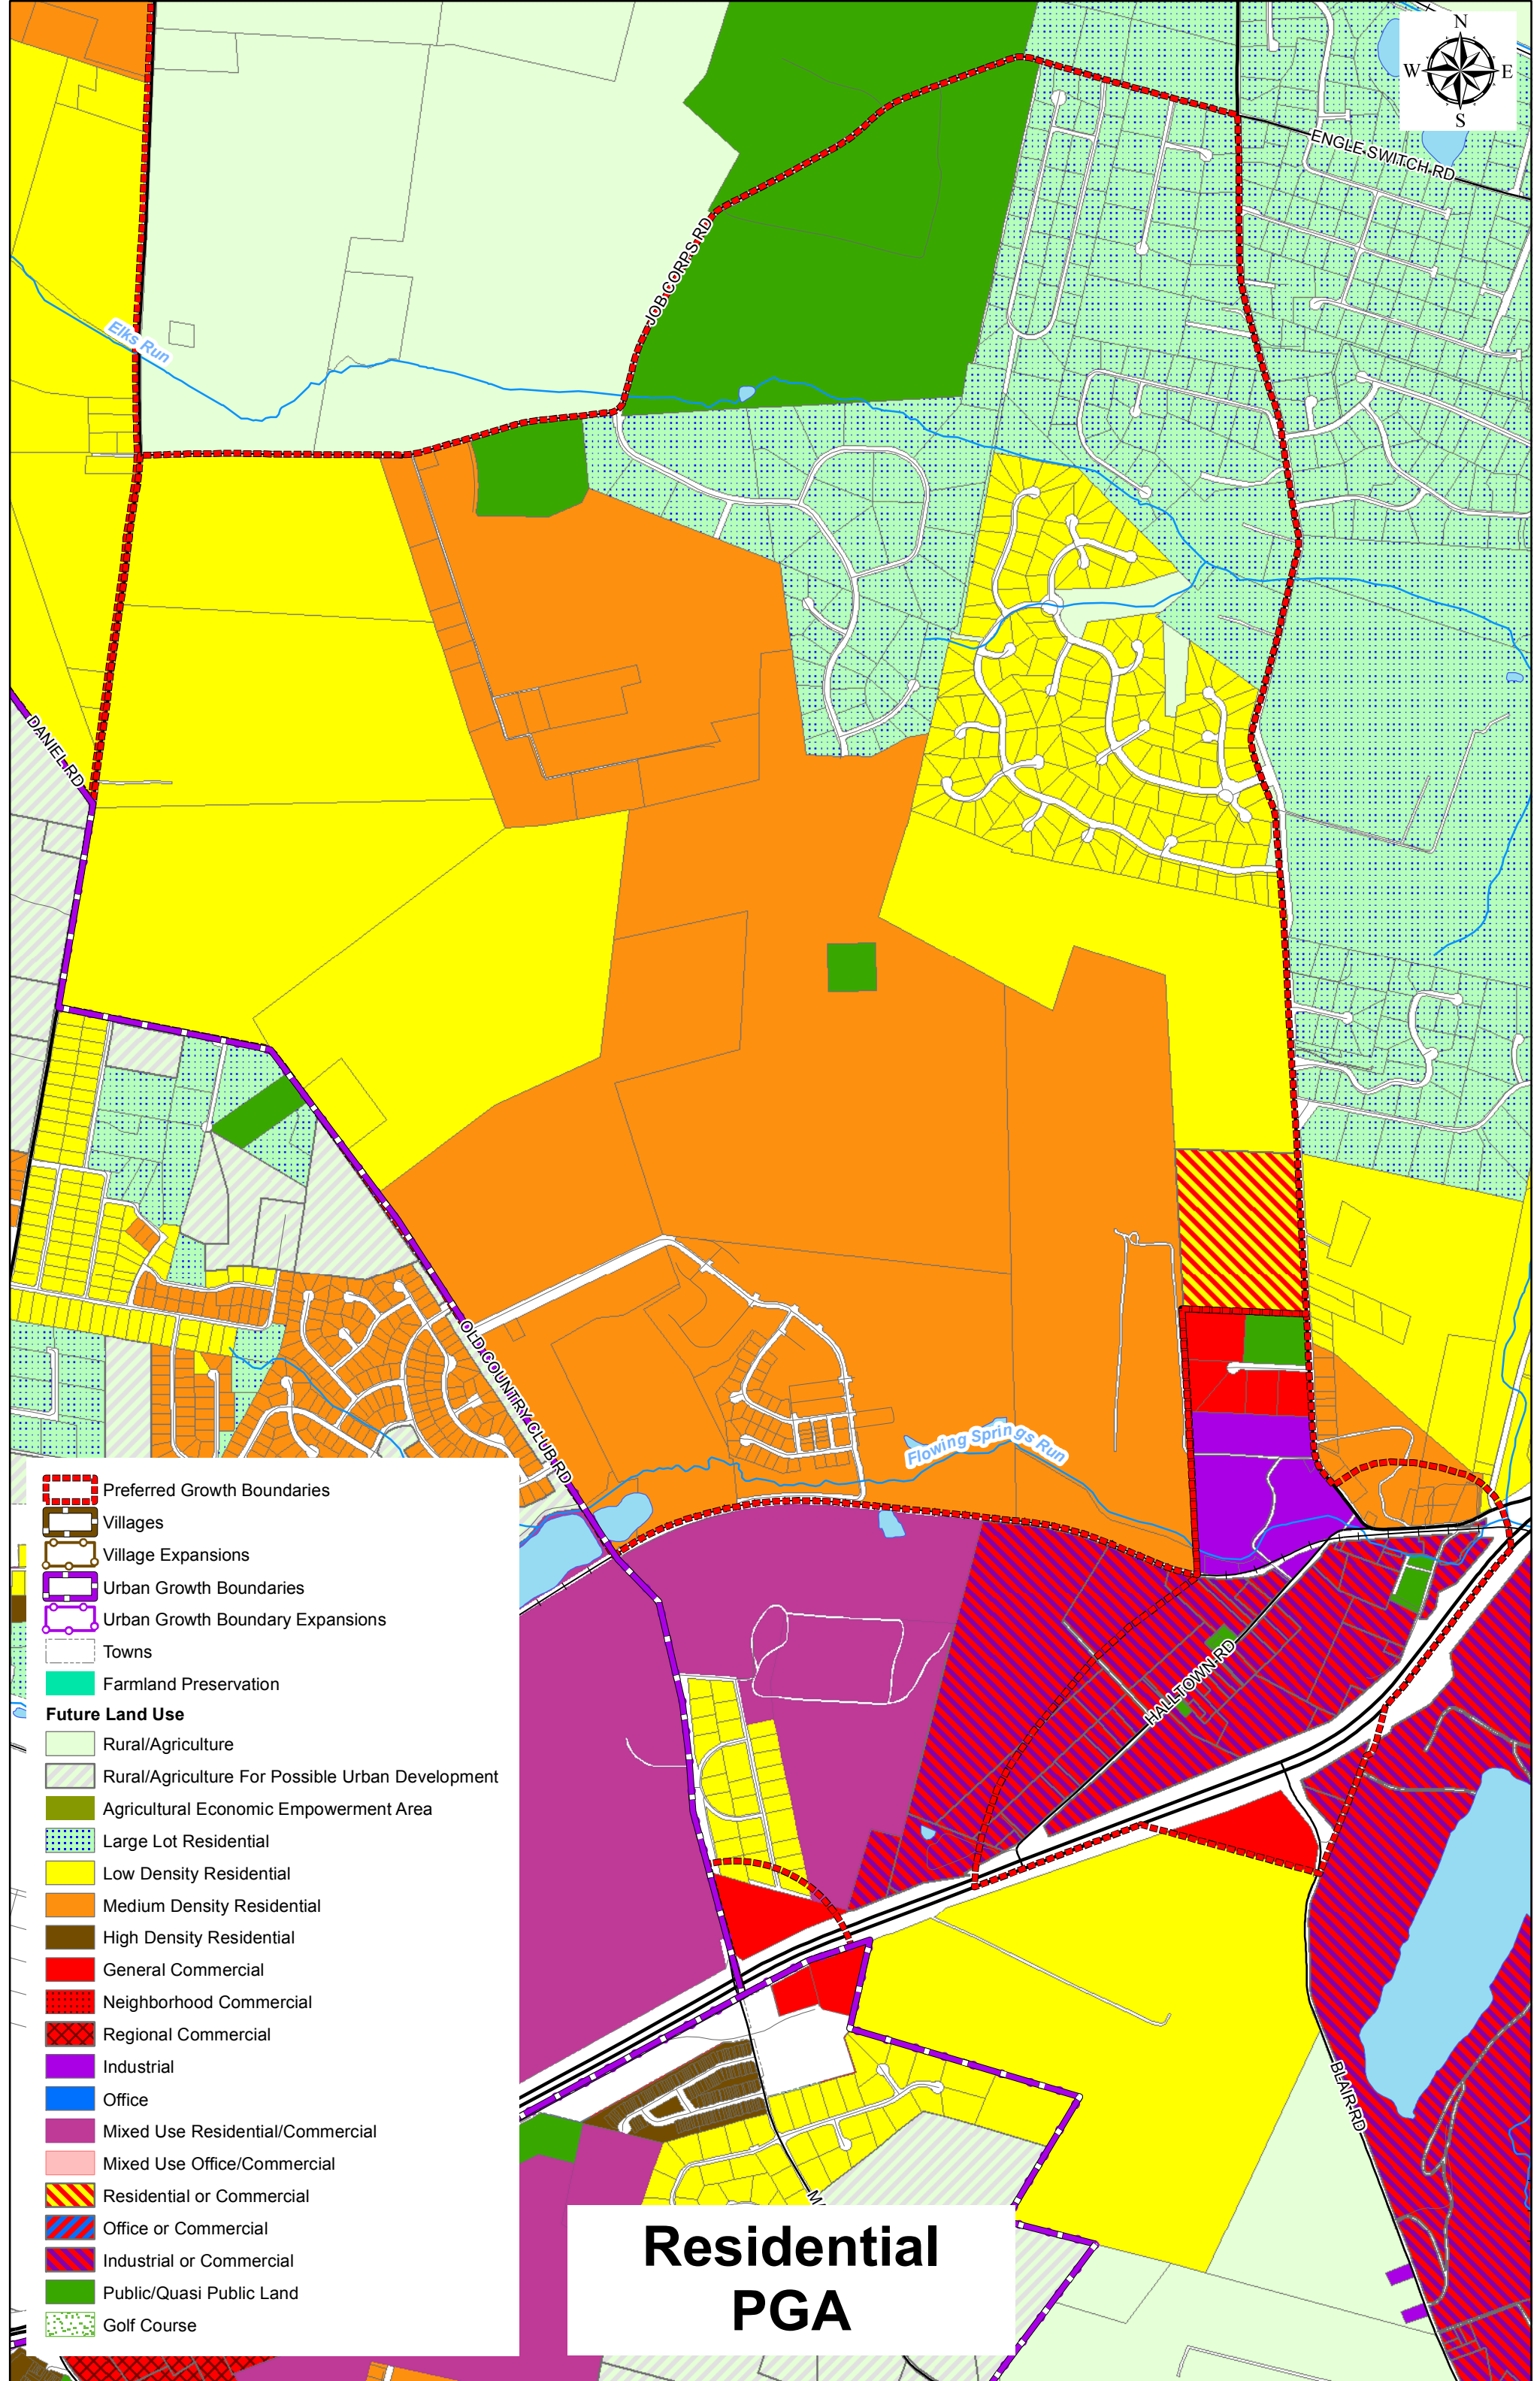 N
W
E
S
ENGLE SWITCH RD
JOB CORPS RD
Elks Run
DANIEL RD
OLD COUNTRY CLUB RD
Flowing Springs Run
HALLTOWN RD
BLAIR RD
Preferred Growth Boundaries
Villages
Village Expansions
Urban Growth Boundaries
Urban Growth Boundary Expansions
Towns
Farmland Preservation
Future Land Use
Rural/Agriculture
Rural/Agriculture For Possible Urban Development
Agricultural Economic Empowerment Area
Large Lot Residential
Low Density Residential
Medium Density Residential
High Density Residential
General Commercial
Neighborhood Commercial
Regional Commercial
Industrial
Office
Mixed Use Residential/Commercial
Mixed Use Office/Commercial
Residential or Commercial
Office or Commercial
Industrial or Commercial
Public/Quasi Public Land
Golf Course
Residential
PGA